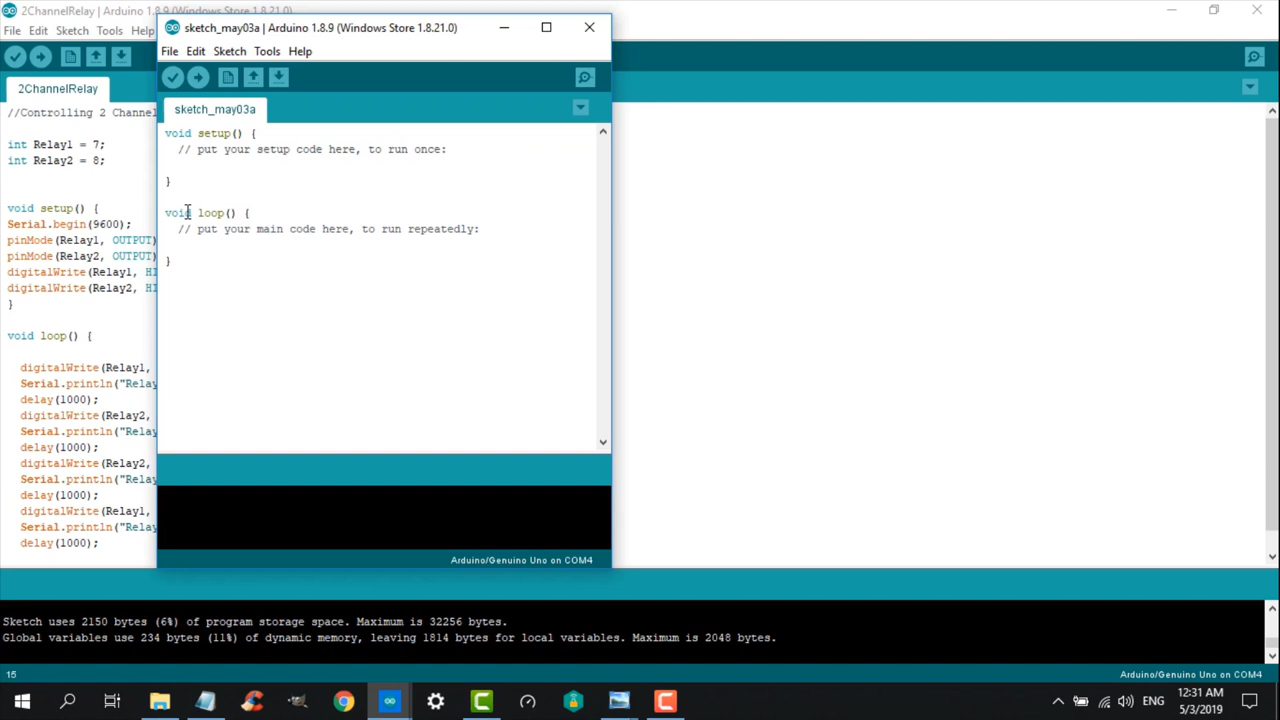 2ChannelRelay | Arduino 1.8.9 (Windows Store 1.8.21.0)
File Edit Sketch Tools Help
2ChannelRelay
//Controlling 2 Channel
int Relay1 = 7;
int Relay2 = 8;
void setup() {
Serial.begin(9600);
pinMode(Relay1, OUTPUT)
pinMode(Relay2, OUTPUT)
digitalWrite(Relay1, HI
digitalWrite(Relay2, HI
}
void loop() {
digitalWrite(Relay1,
Serial.println("Relay
delay(1000);
digitalWrite(Relay2,
Serial.println("Relay
delay(1000);
digitalWrite(Relay2,
Serial.println("Relay
delay(1000);
digitalWrite(Relay1,
Serial.println("Relay
delay(1000);
sketch_may03a | Arduino 1.8.9 (Windows Store 1.8.21.0)
File Edit Sketch Tools Help
sketch_may03a
void setup() {
// put your setup code here, to run once:
}
void loop() {
// put your main code here, to run repeatedly:
}
Arduino/Genuino Uno on COM4
Sketch uses 2150 bytes (6%) of program storage space. Maximum is 32256 bytes.
Global variables use 234 bytes (11%) of dynamic memory, leaving 1814 bytes for local variables. Maximum is 2048 bytes.
15
Arduino/Genuino Uno on COM4
ENG
12:31 AM
5/3/2019